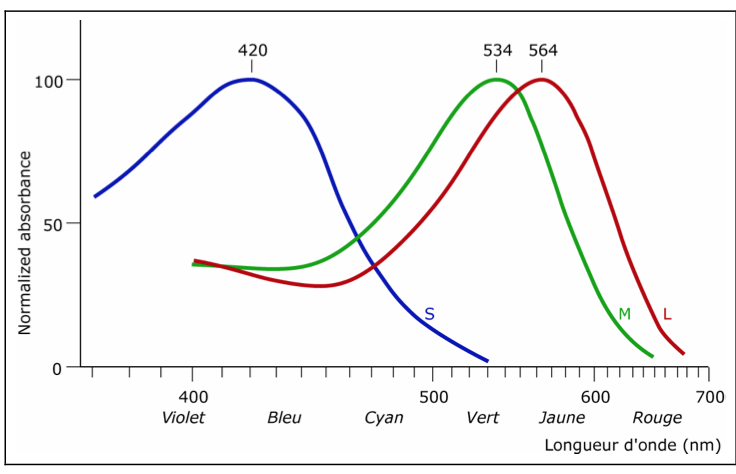 420
534 564
100
50
0
Normalized absorbance
S
M
L
400 500 600 700
Violet Bleu Cyan Vert Jaune Rouge
Longueur d'onde (nm)